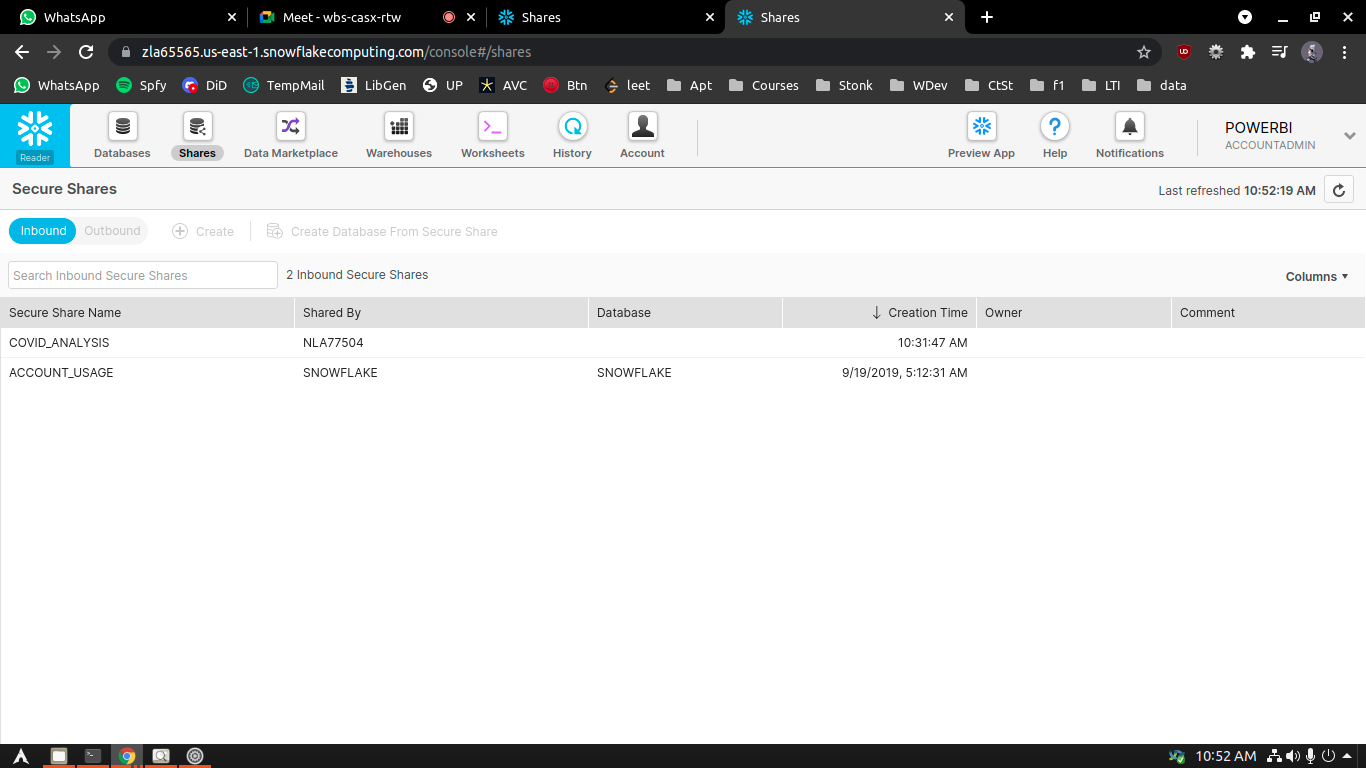 WhatsApp
Meet - wbs-casx-rtw
Shares
Shares
zla65565.us-east-1.snowflakecomputing.com/console#/shares
WhatsApp Spfy DiD TempMail LibGen UP AVC Btn leet Apt Courses Stonk WDev CtSt f1 LTI data
Reader
Databases Shares Data Marketplace Warehouses Worksheets History Account Preview App Help Notifications
POWERBI
ACCOUNTADMIN
Secure Shares
Last refreshed 10:52:19 AM
Inbound Outbound Create Create Database From Secure Share
Search Inbound Secure Shares 2 Inbound Secure Shares Columns
Secure Share Name Shared By Database Creation Time Owner Comment
COVID_ANALYSIS NLA77504 10:31:47 AM
ACCOUNT_USAGE SNOWFLAKE SNOWFLAKE 9/19/2019, 5:12:31 AM
10:52 AM